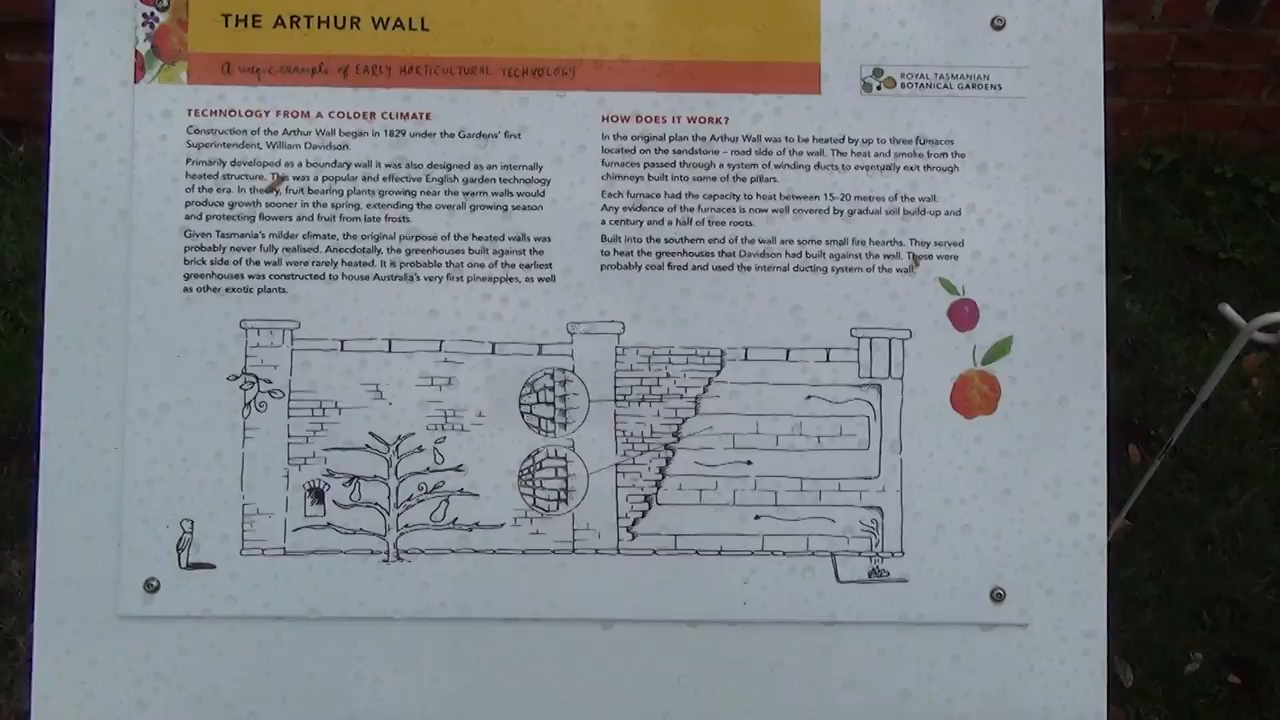 THE ARTHUR WALL
A unique example of EARLY HORTICULTURAL TECHNOLOGY
ROYAL TASMANIAN
BOTANICAL GARDENS
TECHNOLOGY FROM A COLDER CLIMATE
Construction of the Arthur Wall began in 1829 under the Gardens' first
Superintendent, William Davidson.
Primarily developed as a boundary wall it was also designed as an internally
heated structure. This was a popular and effective English garden technology
of the era. In theory, fruit bearing plants growing near the warm walls would
produce growth sooner in the spring, extending the overall growing season
and protecting flowers and fruit from late frosts.
Given Tasmania's milder climate, the original purpose of the heated walls was
probably never fully realised. Anecdotally, the greenhouses built against the
brick side of the wall were rarely heated. It is probable that one of the earliest
greenhouses was constructed to house Australia's very first pineapples, as well
as other exotic plants.
HOW DOES IT WORK?
In the original plan the Arthur Wall was to be heated by up to three furnaces
located on the sandstone – road side of the wall. The heat and smoke from the
furnaces passed through a system of winding ducts to eventually exit through
chimneys built into some of the pillars.
Each furnace had the capacity to heat between 15-20 metres of the wall.
Any evidence of the furnaces is now well covered by gradual soil build-up and
a century and a half of tree roots.
Built into the southern end of the wall are some small fire hearths. They served
to heat the greenhouses that Davidson had built against the wall. These were
probably coal fired and used the internal ducting system of the wall.